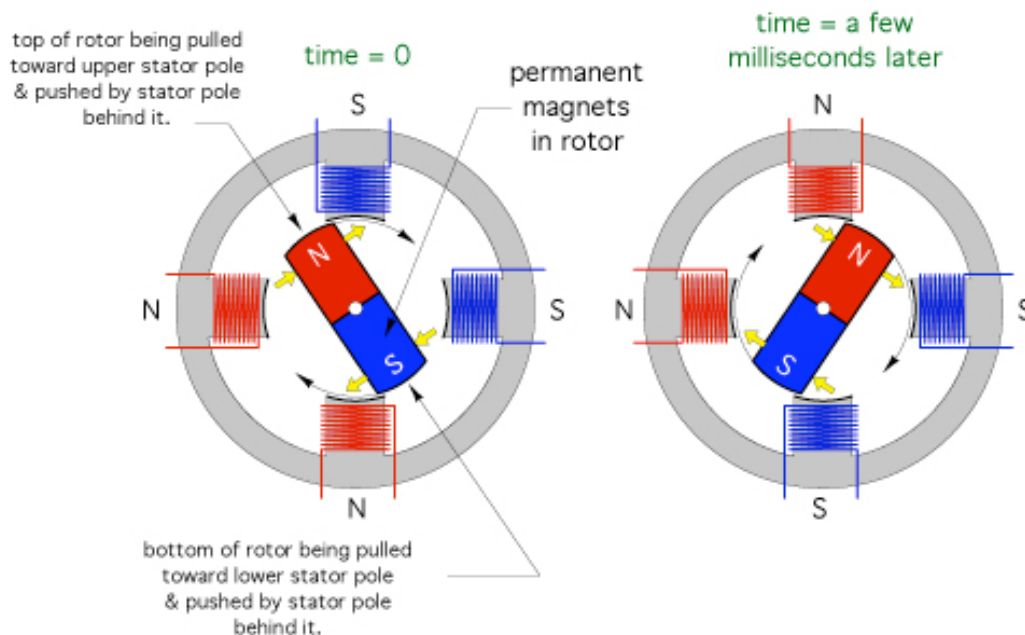 top of rotor being pulled
toward upper stator pole
& pushed by stator pole
behind it.
time = 0
permanent
magnets
in rotor
time = a few
milliseconds later
S
N
N
S
N
S
N
N
S
N
S
N
S
S
bottom of rotor being pulled
toward lower stator pole
& pushed by stator pole
behind it.